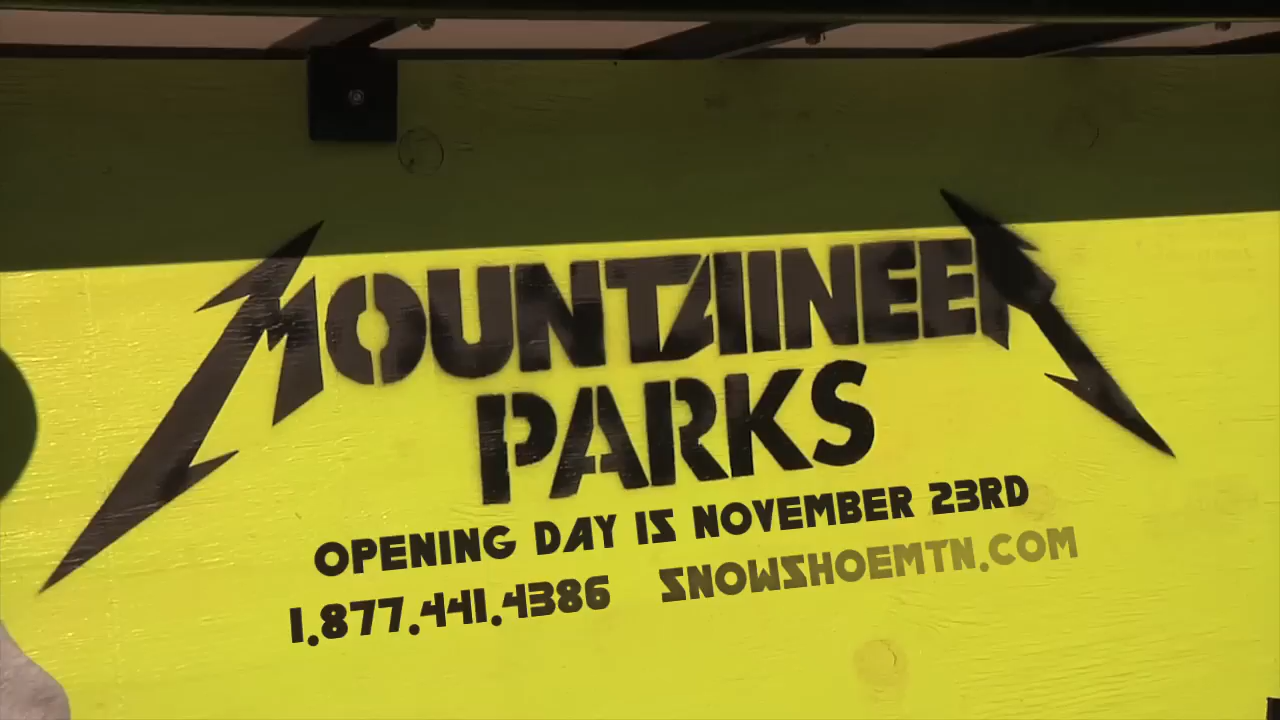 MOUNTAINEER
PARKS
OPENING DAY IS NOVEMBER 23RD
1.877.441.4386 SNOWSHOEMTN.COM